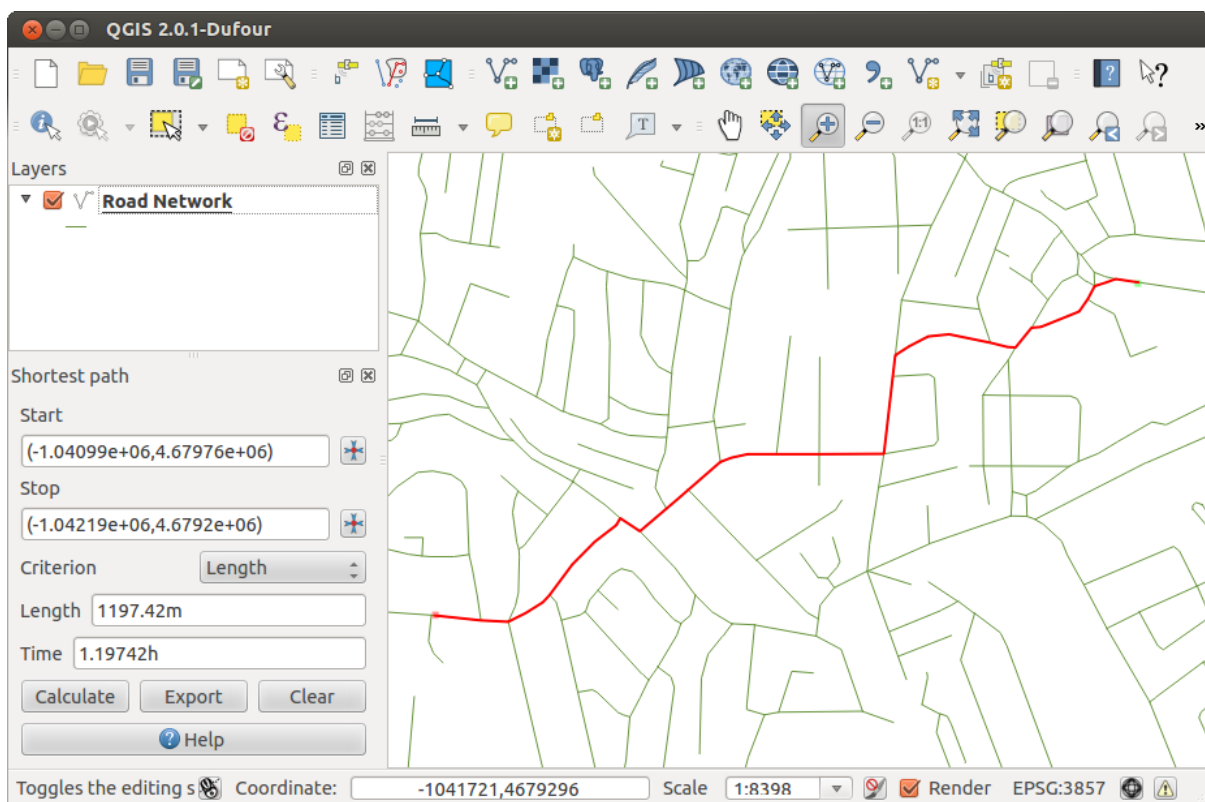 QGIS 2.0.1-Dufour
Layers
Road Network
Shortest path
Start
(-1.04099e+06,4.67976e+06)
Stop
(-1.04219e+06,4.6792e+06)
Criterion Length
Length 1197.42m
Time 1.19742h
Calculate Export Clear
Help
Toggles the editing s Coordinate: -1041721,4679296 Scale 1:8398 Render EPSG:3857